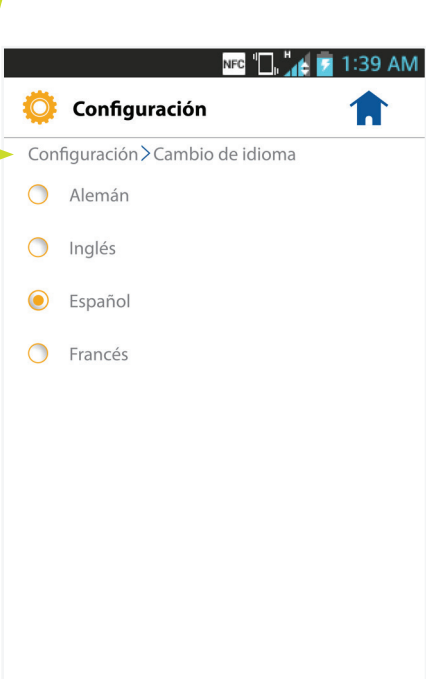 NFC H 1:39 AM
Configuración
Configuración>Cambio de idioma
Alemán
Inglés
Español
Francés